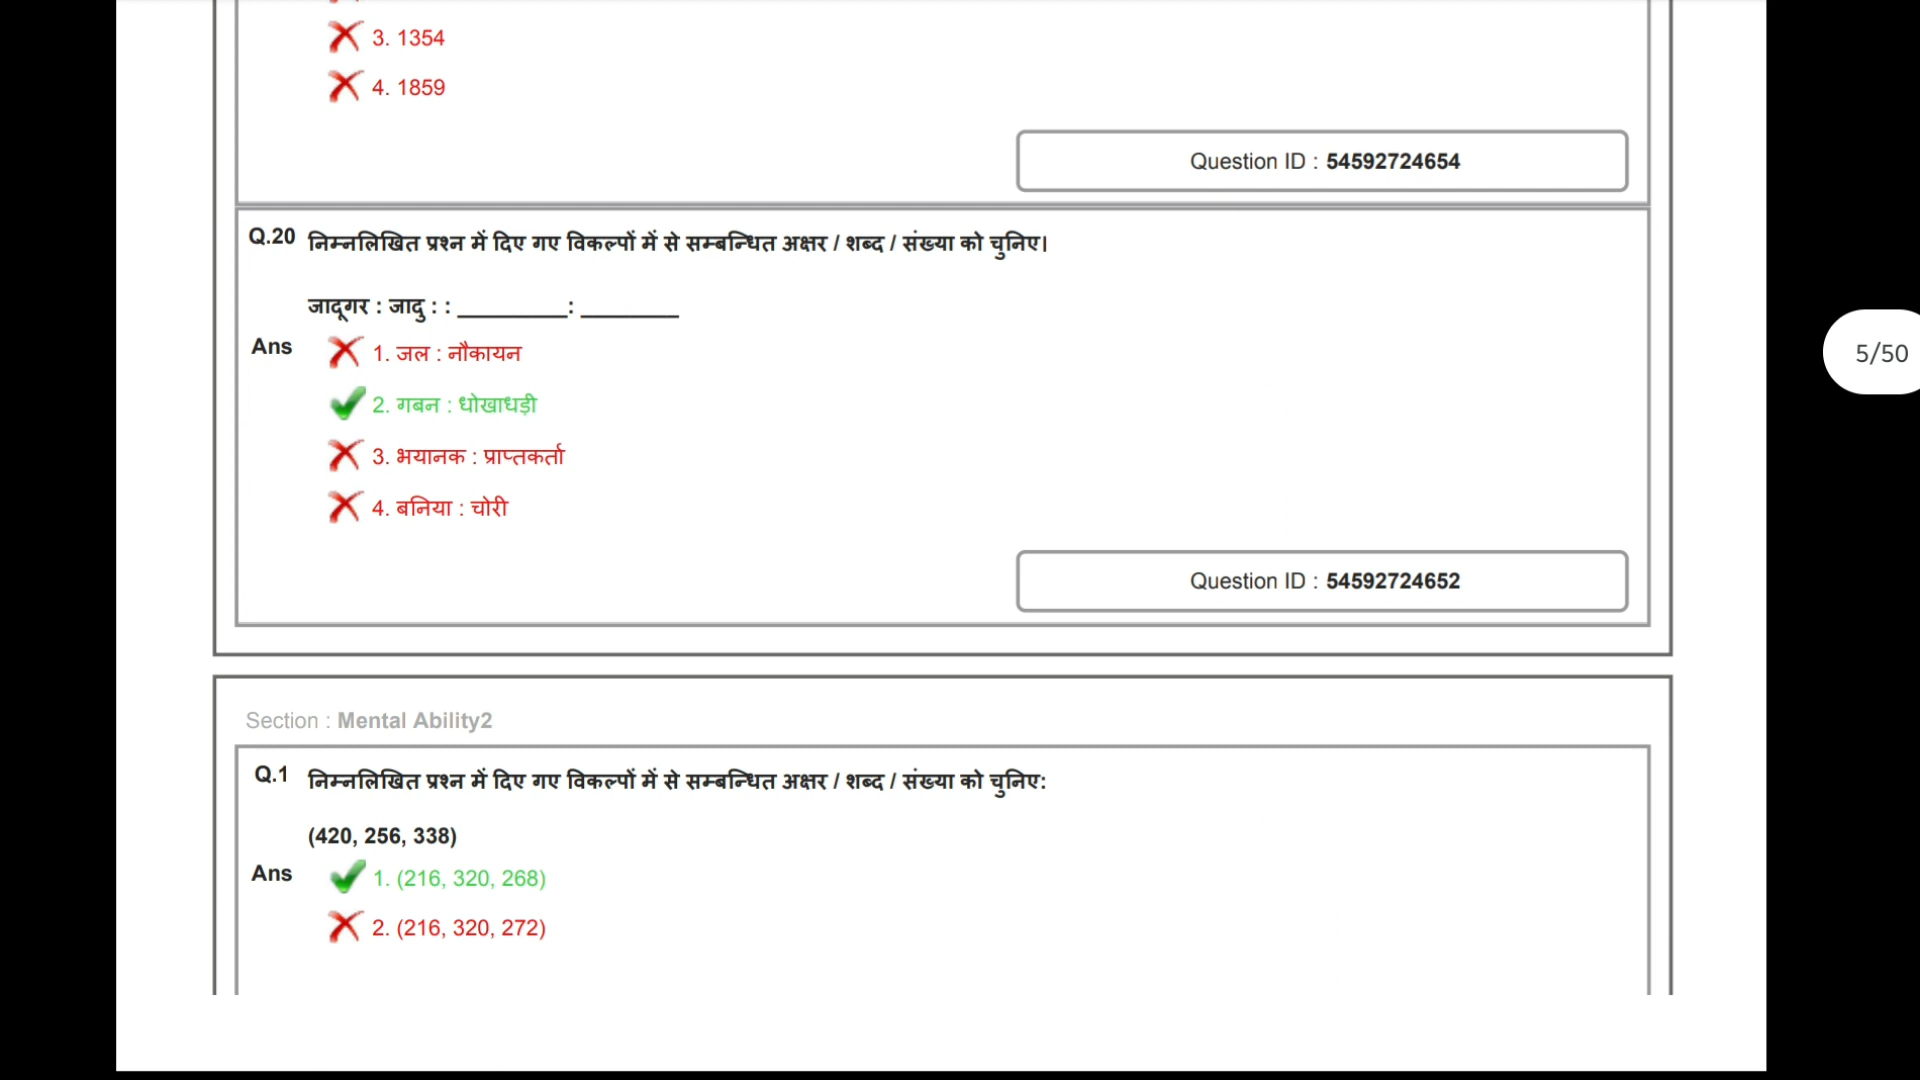 3. 1354
4. 1859
Question ID : 54592724654
Q.20 निम्नलिखित प्रश्न में दिए गए विकल्पों में से सम्बन्धित अक्षर / शब्द / संख्या को चुनिए।
जादूगर : जादु : : _________: ________
Ans 1. जल : नौकायन
2. गबन : धोखाधड़ी
3. भयानक : प्राप्तकर्ता
4. बनिया : चोरी
Question ID : 54592724652
5/50
Section : Mental Ability2
Q.1 निम्नलिखित प्रश्न में दिए गए विकल्पों में से सम्बन्धित अक्षर / शब्द / संख्या को चुनिए:
(420, 256, 338)
Ans 1. (216, 320, 268)
2. (216, 320, 272)